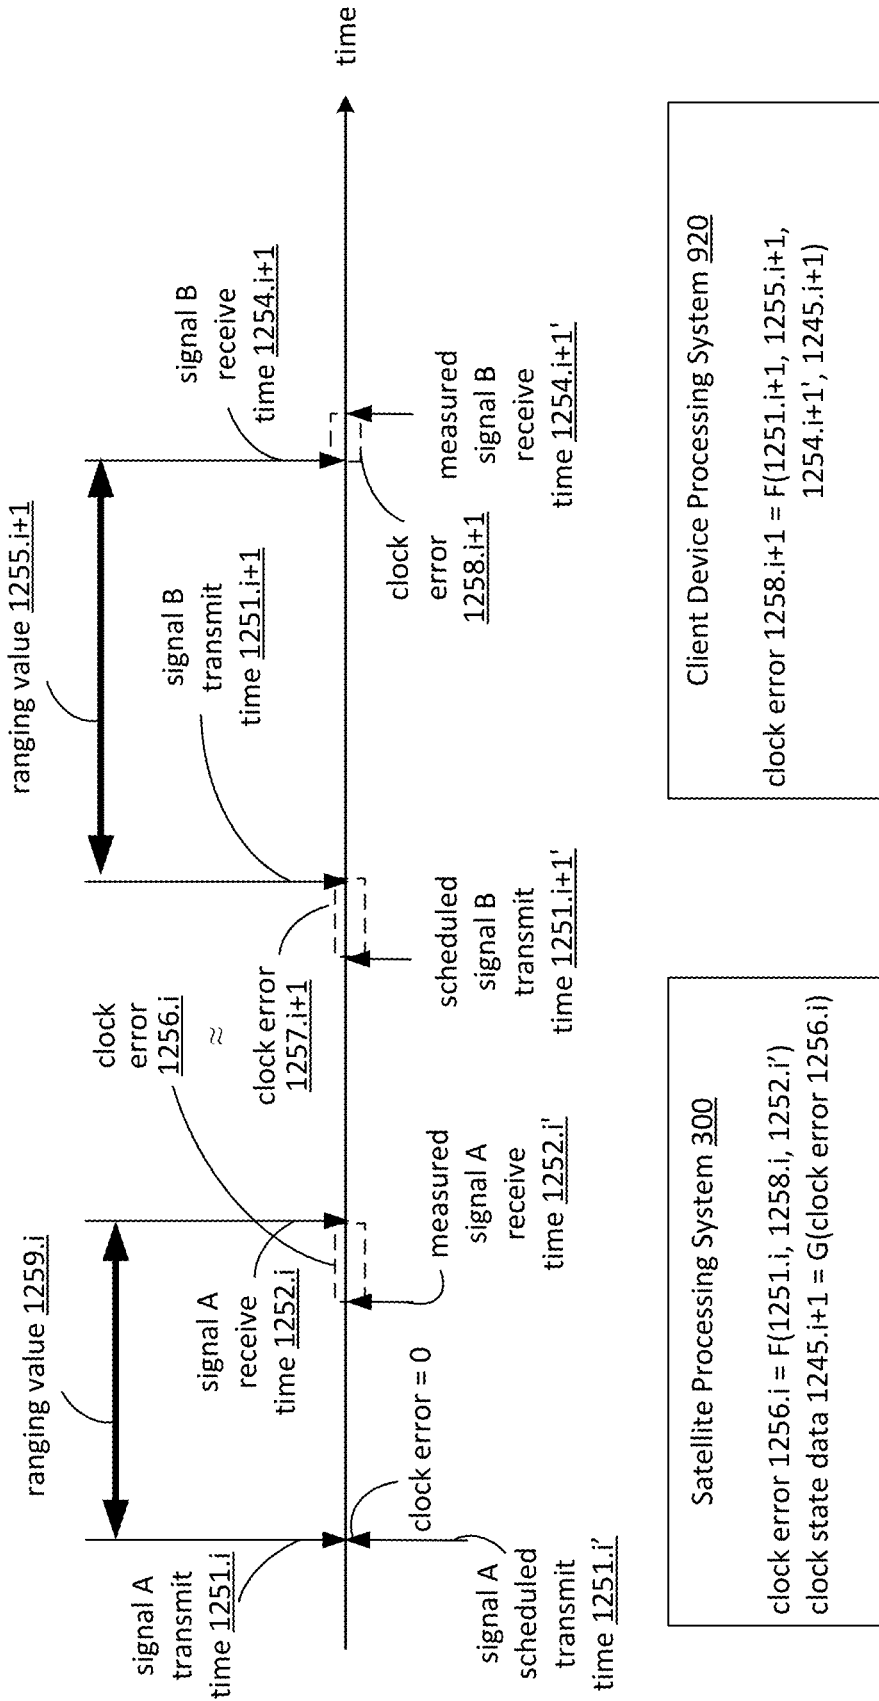 ranging value 1259.i
ranging value 1255.i+1
signal A
transmit
time 1251.i
signal A
receive
time 1252.i
clock
error
1256.i
≈
clock error
1257.i+1
signal B
transmit
time 1251.i+1
signal B
receive
time 1254.i+1
time
clock error = 0
signal A
scheduled
transmit
time 1251.i'
measured
signal A
receive
time 1252.i'
scheduled
signal B
transmit
time 1251.i+1'
clock
error
1258.i+1
measured
signal B
receive
time 1254.i+1'
Satellite Processing System 300
clock error 1256.i = F(1251.i, 1258.i, 1252.i')
clock state data 1245.i+1 = G(clock error 1256.i)
Client Device Processing System 920
clock error 1258.i+1 = F(1251.i+1, 1255.i+1,
1254.i+1', 1245.i+1)